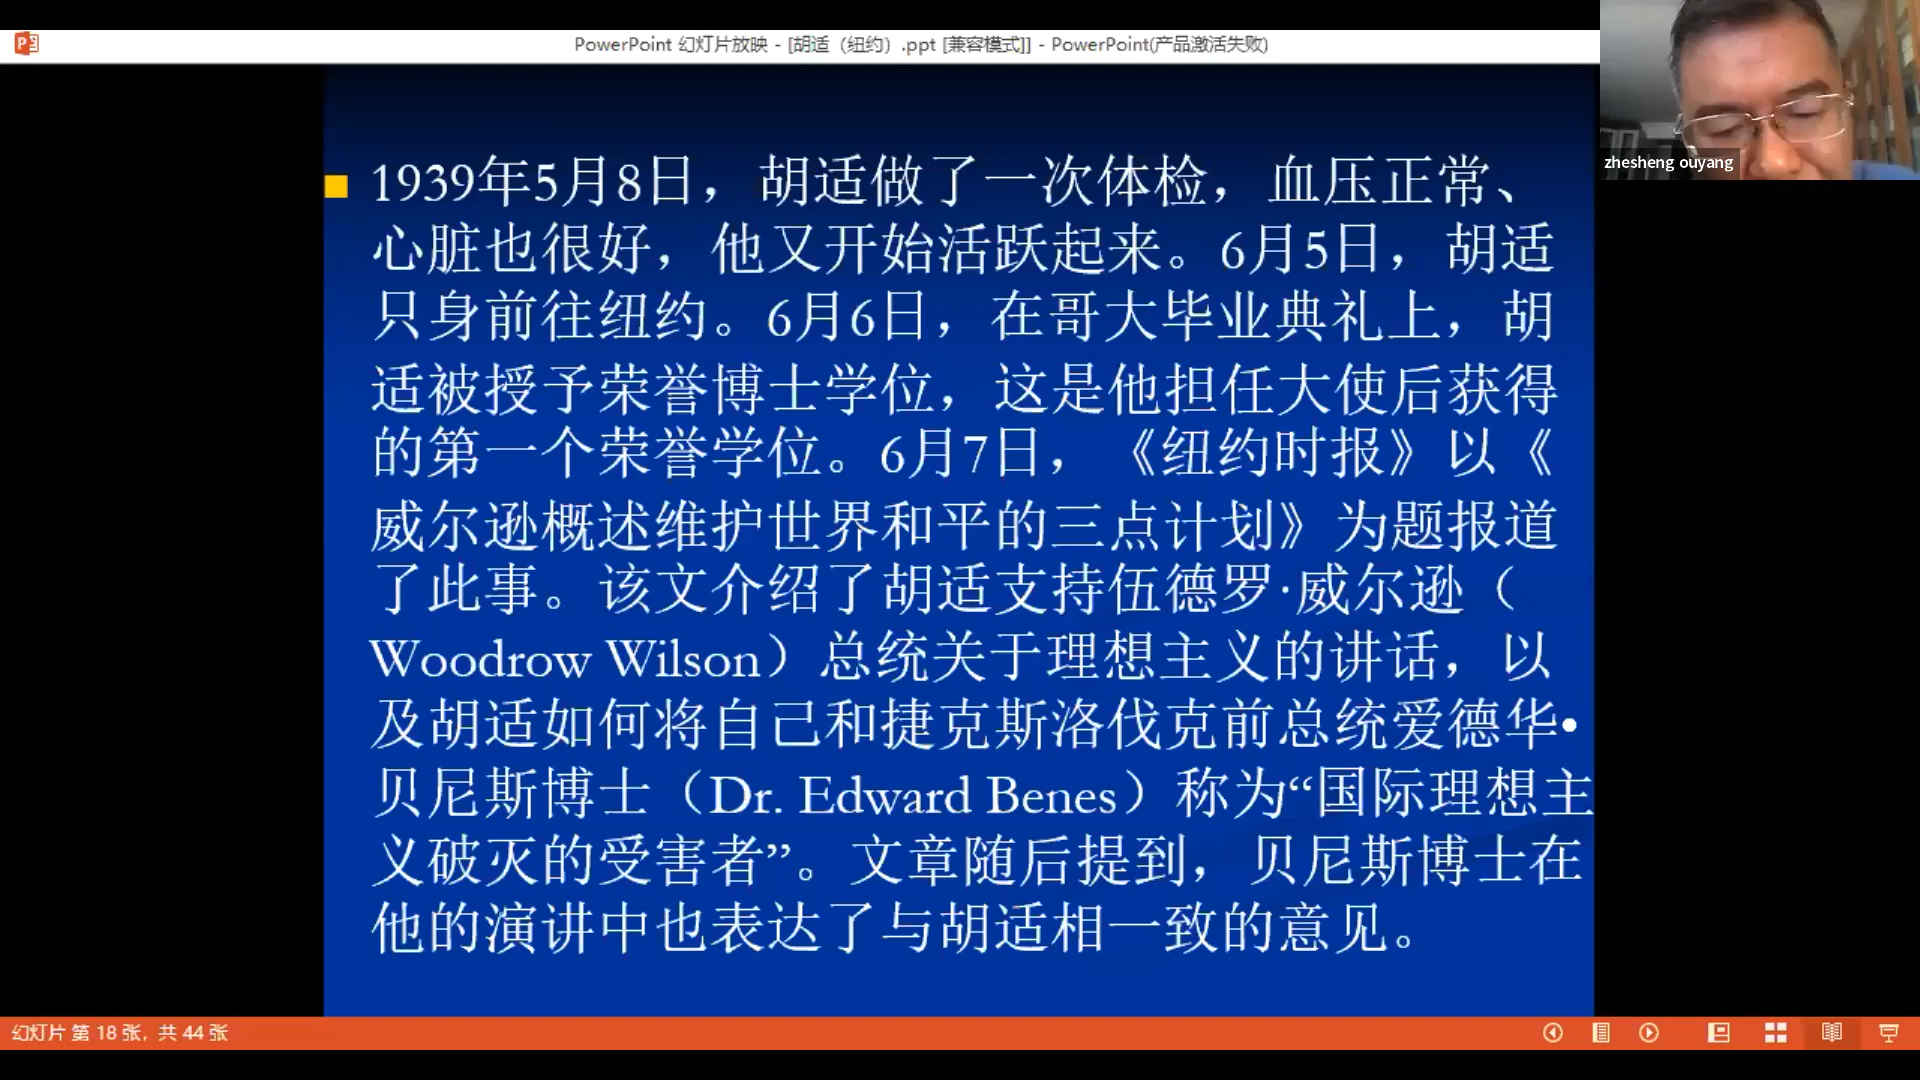 PowerPoint 幻灯片放映 - [胡适（纽约）.ppt [兼容模式]] - PowerPoint(产品激活失败)
zhesheng ouyang
1939年5月8日，胡适做了一次体检，血压正常、
心脏也很好，他又开始活跃起来。6月5日，胡适
只身前往纽约。6月6日，在哥大毕业典礼上，胡
适被授予荣誉博士学位，这是他担任大使后获得
的第一个荣誉学位。6月7日，《纽约时报》以《
威尔逊概述维护世界和平的三点计划》为题报道
了此事。该文介绍了胡适支持伍德罗·威尔逊（
Woodrow Wilson）总统关于理想主义的讲话，以
及胡适如何将自己和捷克斯洛伐克前总统爱德华•
贝尼斯博士（Dr. Edward Benes）称为“国际理想主
义破灭的受害者”。文章随后提到，贝尼斯博士在
他的演讲中也表达了与胡适相一致的意见。
幻灯片 第 18 张，共 44 张